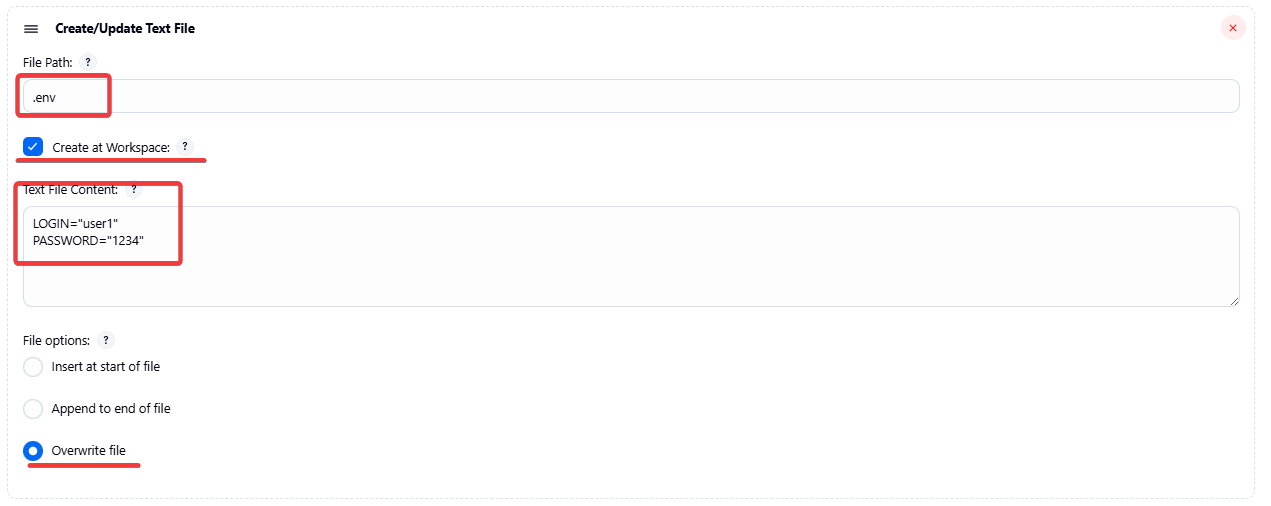 Create/Update Text File
File Path: ?
.env
Create at Workspace: ?
Text File Content: ?
LOGIN="user1"
PASSWORD="1234"
File options: ?
Insert at start of file
Append to end of file
Overwrite file